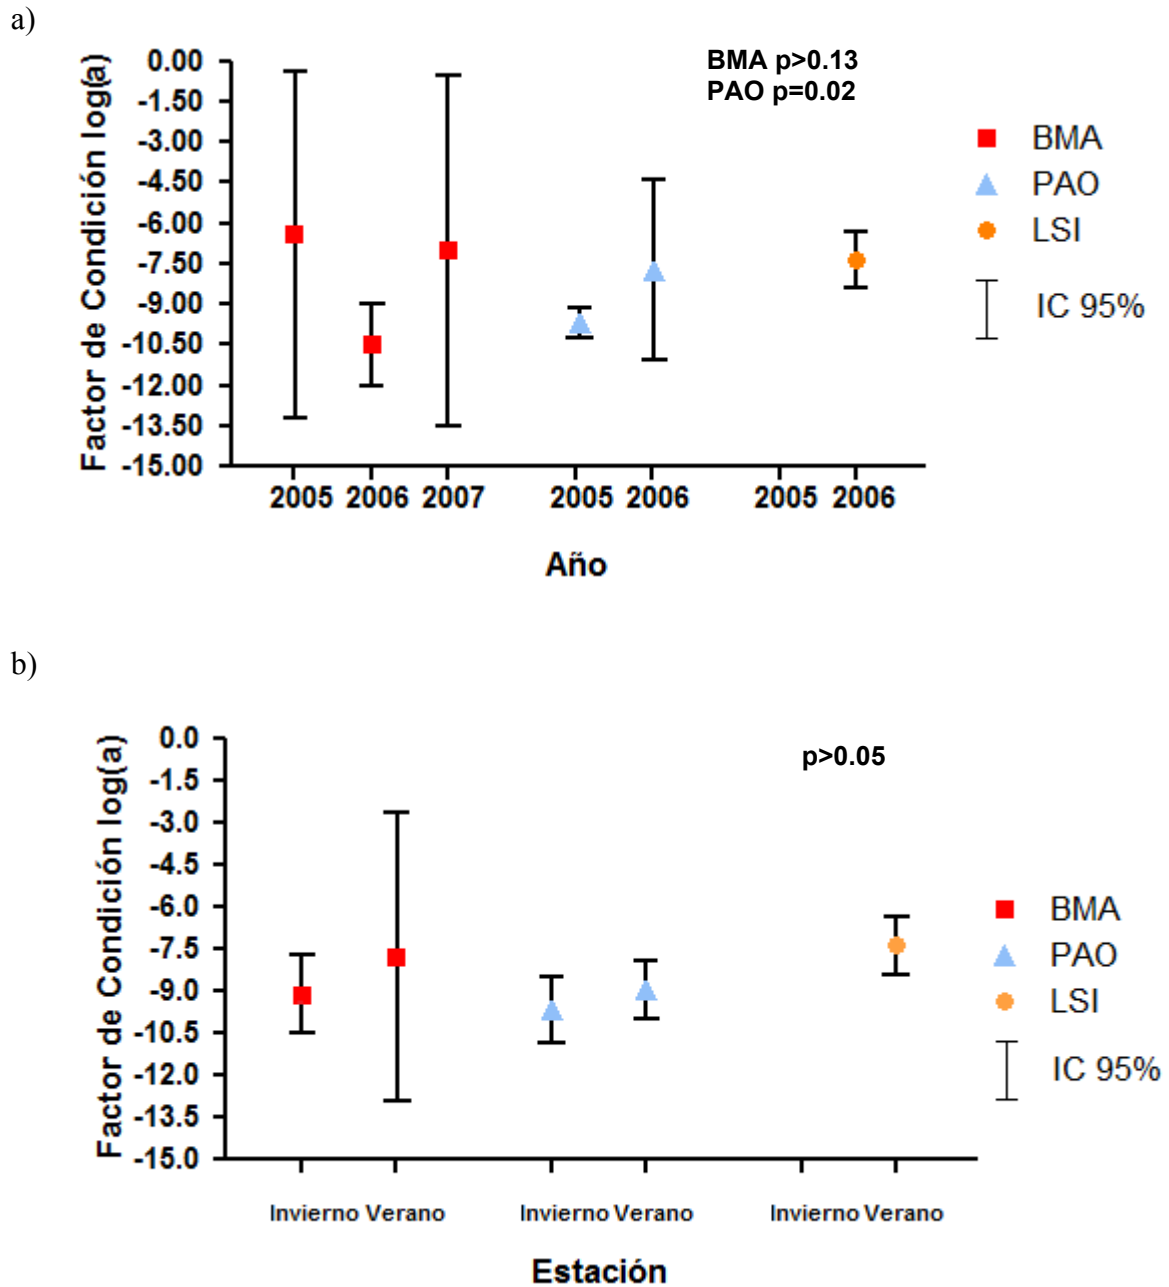 a)
BMA p>0.13
PAO p=0.02
Factor de Condición log(a)
0.00
-1.50
-3.00
-4.50
-6.00
-7.50
-9.00
-10.50
-12.00
-13.50
-15.00
BMA
PAO
LSI
IC 95%
2005 2006 2007 2005 2006 2005 2006
Año
b)
p>0.05
Factor de Condición log(a)
0.0
-1.5
-3.0
-4.5
-6.0
-7.5
-9.0
-10.5
-12.0
-13.5
-15.0
BMA
PAO
LSI
IC 95%
Invierno Verano Invierno Verano Invierno Verano
Estación